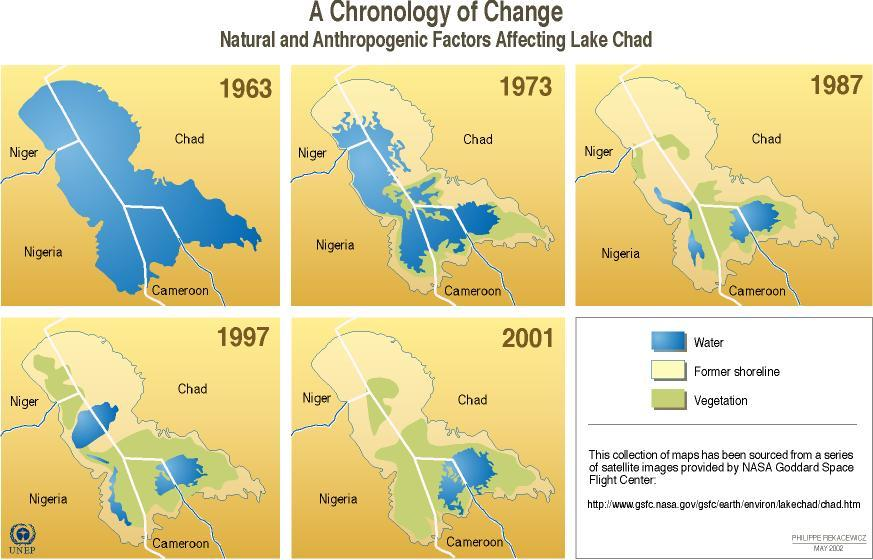 A Chronology of Change
Natural and Anthropogenic Factors Affecting Lake Chad
1963
Niger
Chad
Nigeria
Cameroon
1973
Niger
Chad
Nigeria
Cameroon
1987
Niger
Chad
Nigeria
Cameroon
1997
Niger
Chad
Nigeria
Cameroon
UNEP
2001
Niger
Chad
Nigeria
Cameroon
Water
Former shoreline
Vegetation
This collection of maps has been sourced from a series
of satellite images provided by NASA Goddard Space
Flight Center:
http://www.gsfc.nasa.gov/gsfc/earth/environ/lakechad/chad.htm
PHILIPPE REKACEWICZ
MAY 2002